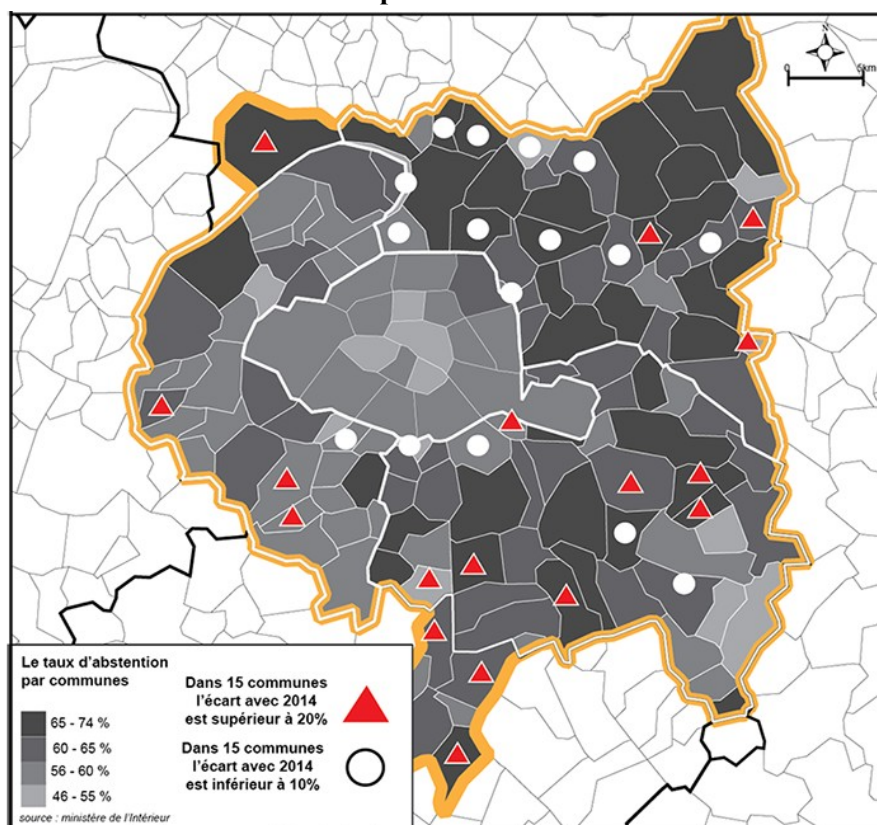 N
0 5km
Le taux d'abstention
par communes
65 - 74 %
60 - 65 %
56 - 60 %
46 - 55 %
Dans 15 communes
l'écart avec 2014
est supérieur à 20%
Dans 15 communes
l'écart avec 2014
est inférieur à 10%
source : ministère de l'Intérieur